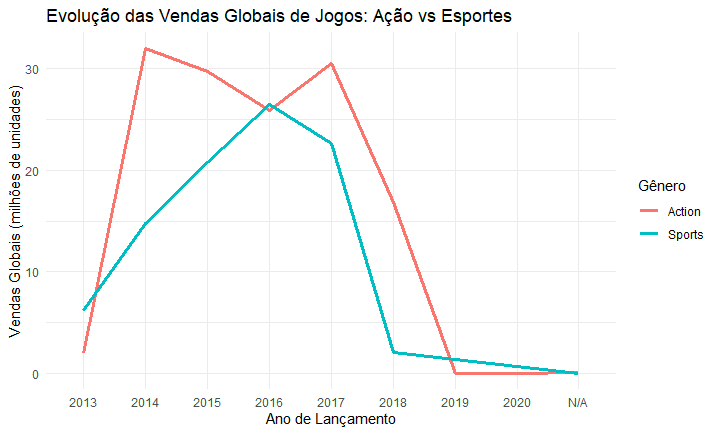 Evolução das Vendas Globais de Jogos: Ação vs Esportes
Vendas Globais (milhões de unidades)
30
20
10
0
2013 2014 2015 2016 2017 2018 2019 2020 N/A
Ano de Lançamento
Gênero
Action
Sports